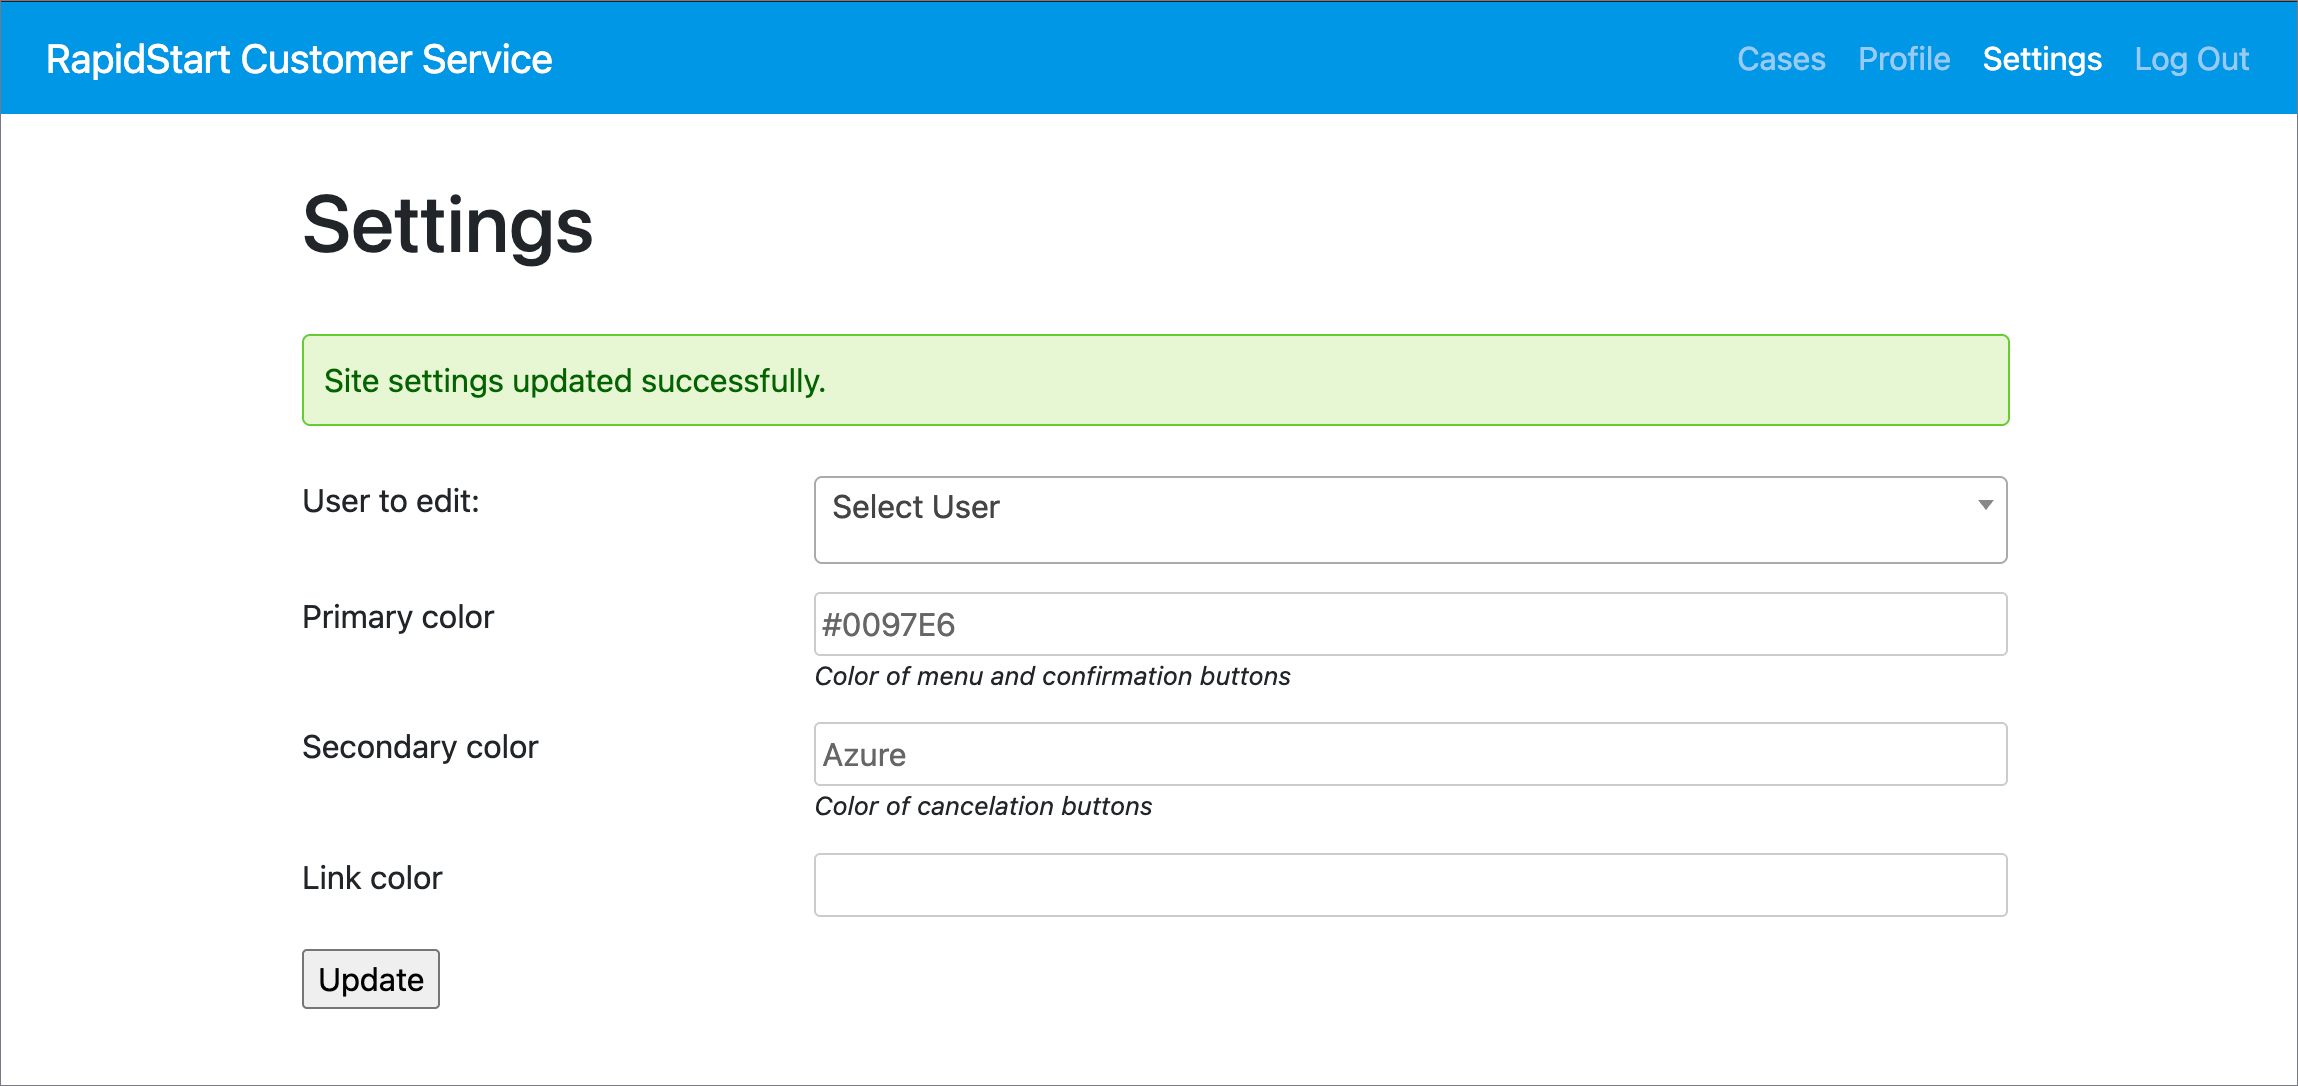 RapidStart Customer Service
Cases Profile Settings Log Out
Settings
Site settings updated successfully.
User to edit:
Select User
Primary color
#0097E6
Color of menu and confirmation buttons
Secondary color
Azure
Color of cancelation buttons
Link color
Update